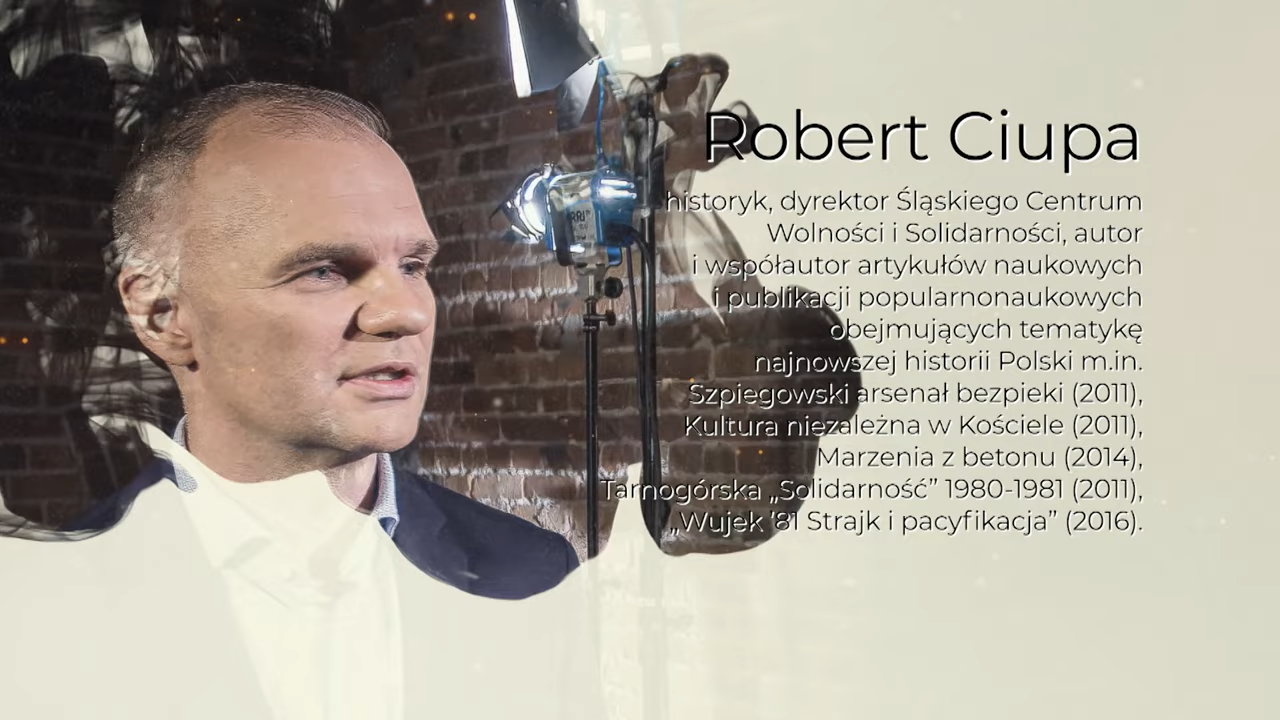 Robert Ciupa
historyk, dyrektor Śląskiego Centrum
Wolności i Solidarności, autor
i współautor artykułów naukowych
i publikacji popularnonaukowych
obejmujących tematykę
najnowszej historii Polski m.in.
Szpiegowski arsenał bezpieki (2011),
Kultura niezależna w Kościele (2011),
Marzenia z betonu (2014),
Tarnogórska „Solidarność” 1980-1981 (2011),
„Wujek ’81 Strajk i pacyfikacja” (2016).